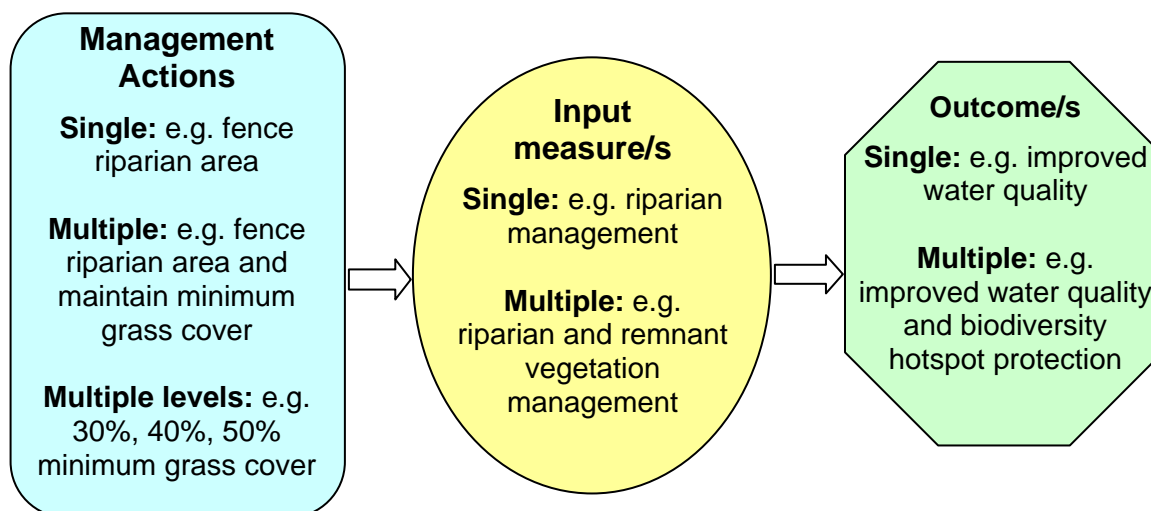 Management
Actions
Single: e.g. fence
riparian area
Multiple: e.g. fence
riparian area and
maintain minimum
grass cover
Multiple levels: e.g.
30%, 40%, 50%
minimum grass cover
Input
measure/s
Single: e.g. riparian
management
Multiple: e.g.
riparian and remnant
vegetation
management
Outcome/s
Single: e.g. improved
water quality
Multiple: e.g.
improved water quality
and biodiversity
hotspot protection